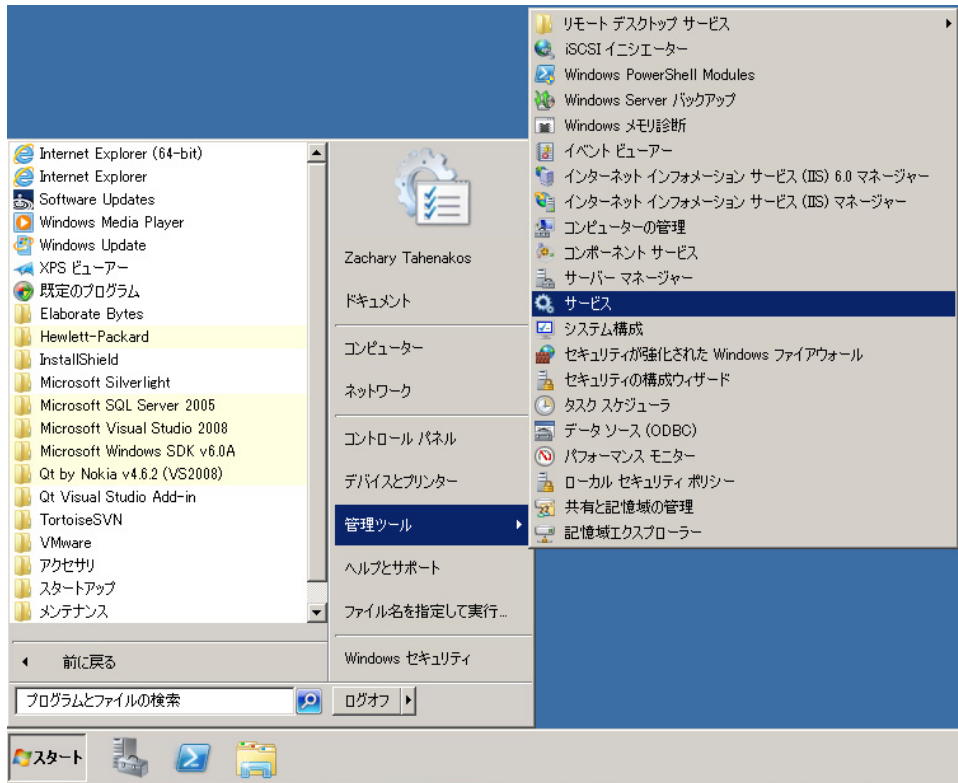 Internet Explorer (64-bit)
Internet Explorer
Software Updates
Windows Media Player
Windows Update
XPS ビューアー
既定のプログラム
Elaborate Bytes
Hewlett-Packard
InstallShield
Microsoft Silverlight
Microsoft SQL Server 2005
Microsoft Visual Studio 2008
Microsoft Windows SDK v6.0A
Qt by Nokia v4.6.2 (VS2008)
Qt Visual Studio Add-in
TortoiseSVN
VMware
アクセサリ
スタートアップ
メンテナンス
前に戻る
プログラムとファイルの検索
Zachary Tahenakos
ドキュメント
コンピューター
ネットワーク
コントロール パネル
デバイスとプリンター
管理ツール
ヘルプとサポート
ファイル名を指定して実行...
Windows セキュリティ
ログオフ
リモート デスクトップ サービス
iSCSI イニシエーター
Windows PowerShell Modules
Windows Server バックアップ
Windows メモリ診断
イベント ビューアー
インターネット インフォメーション サービス (IIS) 6.0 マネージャー
インターネット インフォメーション サービス (IIS) マネージャー
コンピューターの管理
コンポーネント サービス
サーバー マネージャー
サービス
システム構成
セキュリティが強化された Windows ファイアウォール
セキュリティの構成ウィザード
タスク スケジューラ
データ ソース (ODBC)
パフォーマンス モニター
ローカル セキュリティ ポリシー
共有と記憶域の管理
記憶域エクスプローラー
スタート